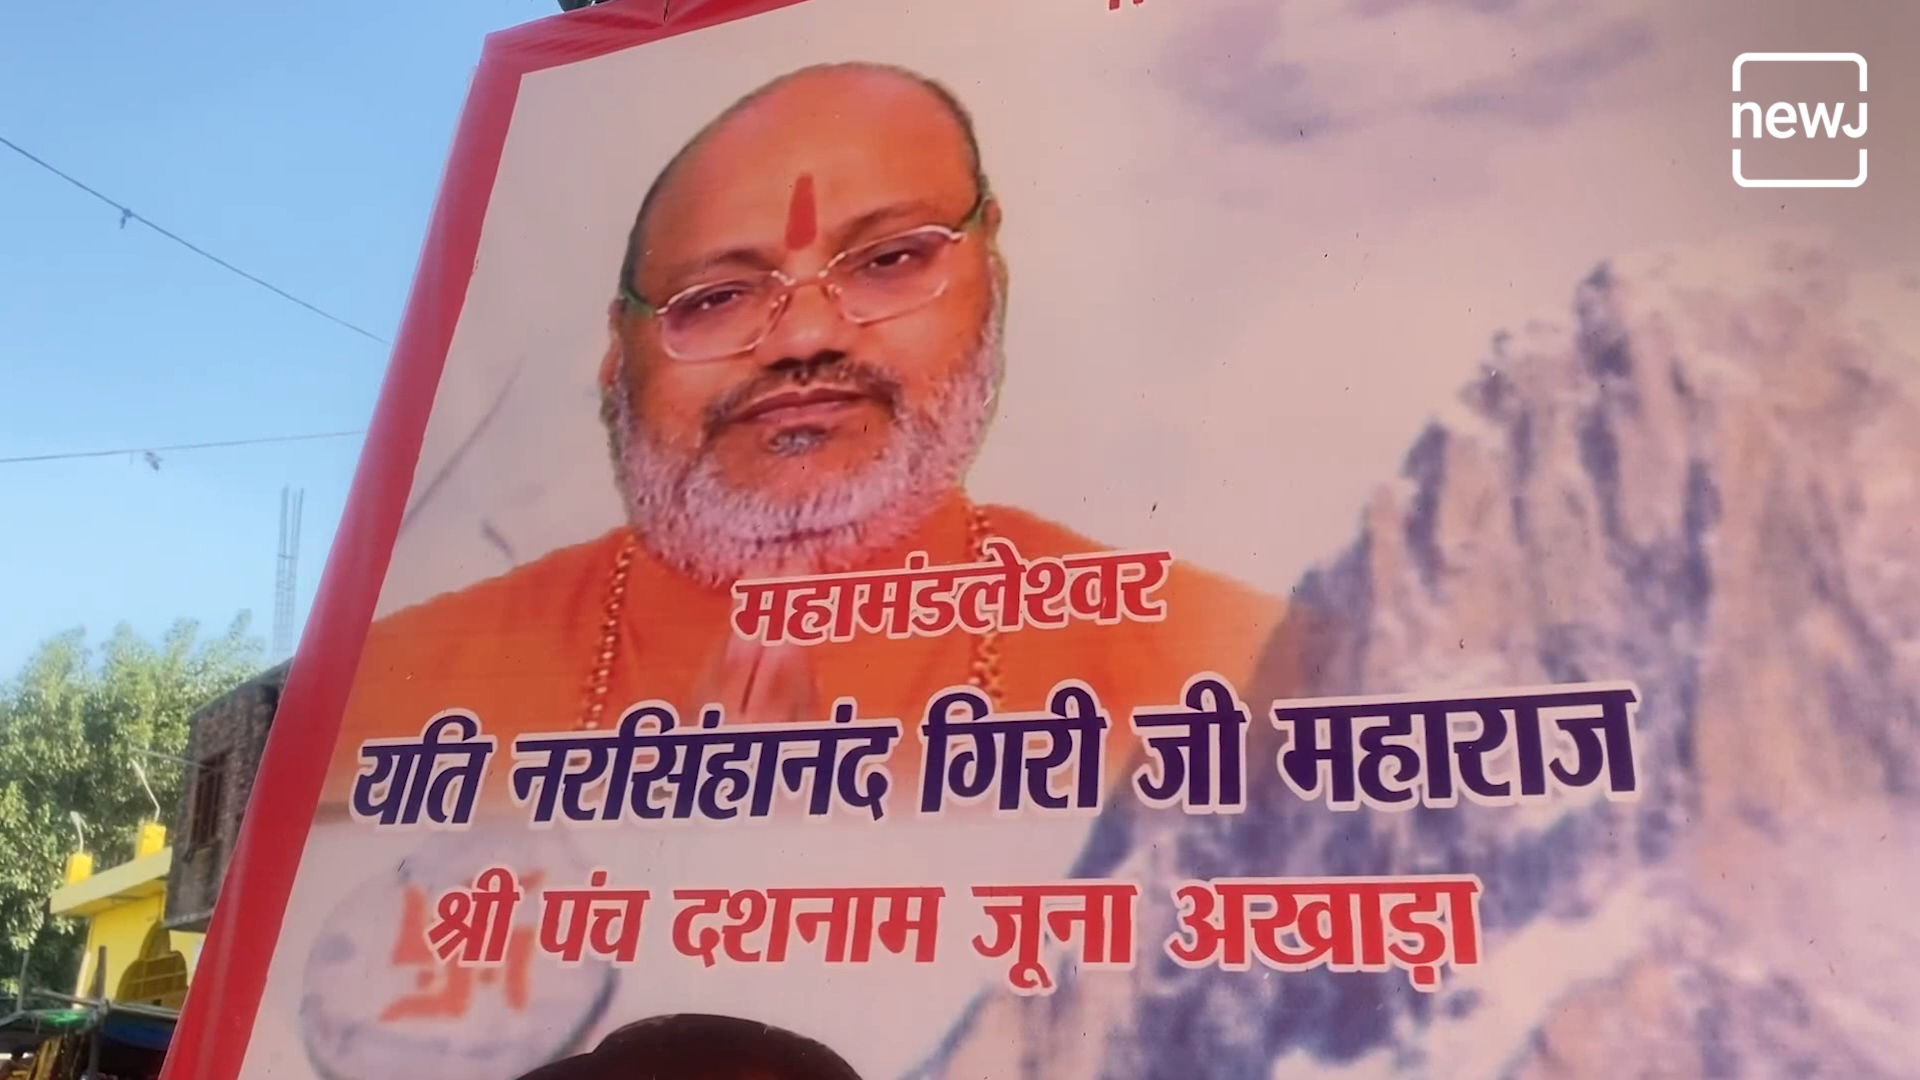 newJ
महामंडलेश्वर
यति नरसिंहानंद गिरी जी महाराज
श्री पंच दशनाम जूना अखाड़ा